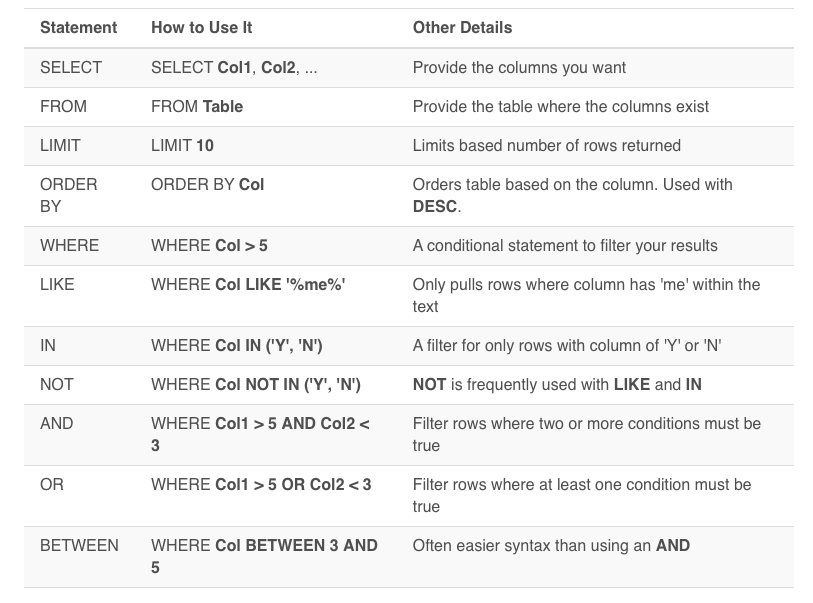 Statement How to Use It Other Details
SELECT SELECT Col1, Col2, ... Provide the columns you want
FROM FROM Table Provide the table where the columns exist
LIMIT LIMIT 10 Limits based number of rows returned
ORDER ORDER BY Col Orders table based on the column. Used with
BY DESC.
WHERE WHERE Col > 5 A conditional statement to filter your results
LIKE WHERE Col LIKE '%me%' Only pulls rows where column has 'me' within the
text
IN WHERE Col IN ('Y', 'N') A filter for only rows with column of 'Y' or 'N'
NOT WHERE Col NOT IN ('Y', 'N') NOT is frequently used with LIKE and IN
AND WHERE Col1 > 5 AND Col2 < Filter rows where two or more conditions must be
3 true
OR WHERE Col1 > 5 OR Col2 < 3 Filter rows where at least one condition must be
true
BETWEEN WHERE Col BETWEEN 3 AND Often easier syntax than using an AND
5